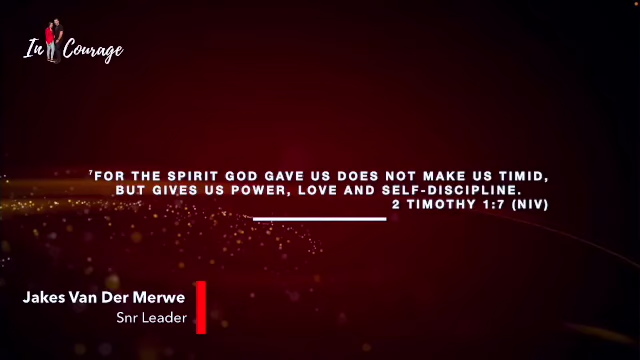 In Courage
⁷FOR THE SPIRIT GOD GAVE US DOES NOT MAKE US TIMID,
BUT GIVES US POWER, LOVE AND SELF-DISCIPLINE.
2 TIMOTHY 1:7 (NIV)
Jakes Van Der Merwe
Snr Leader